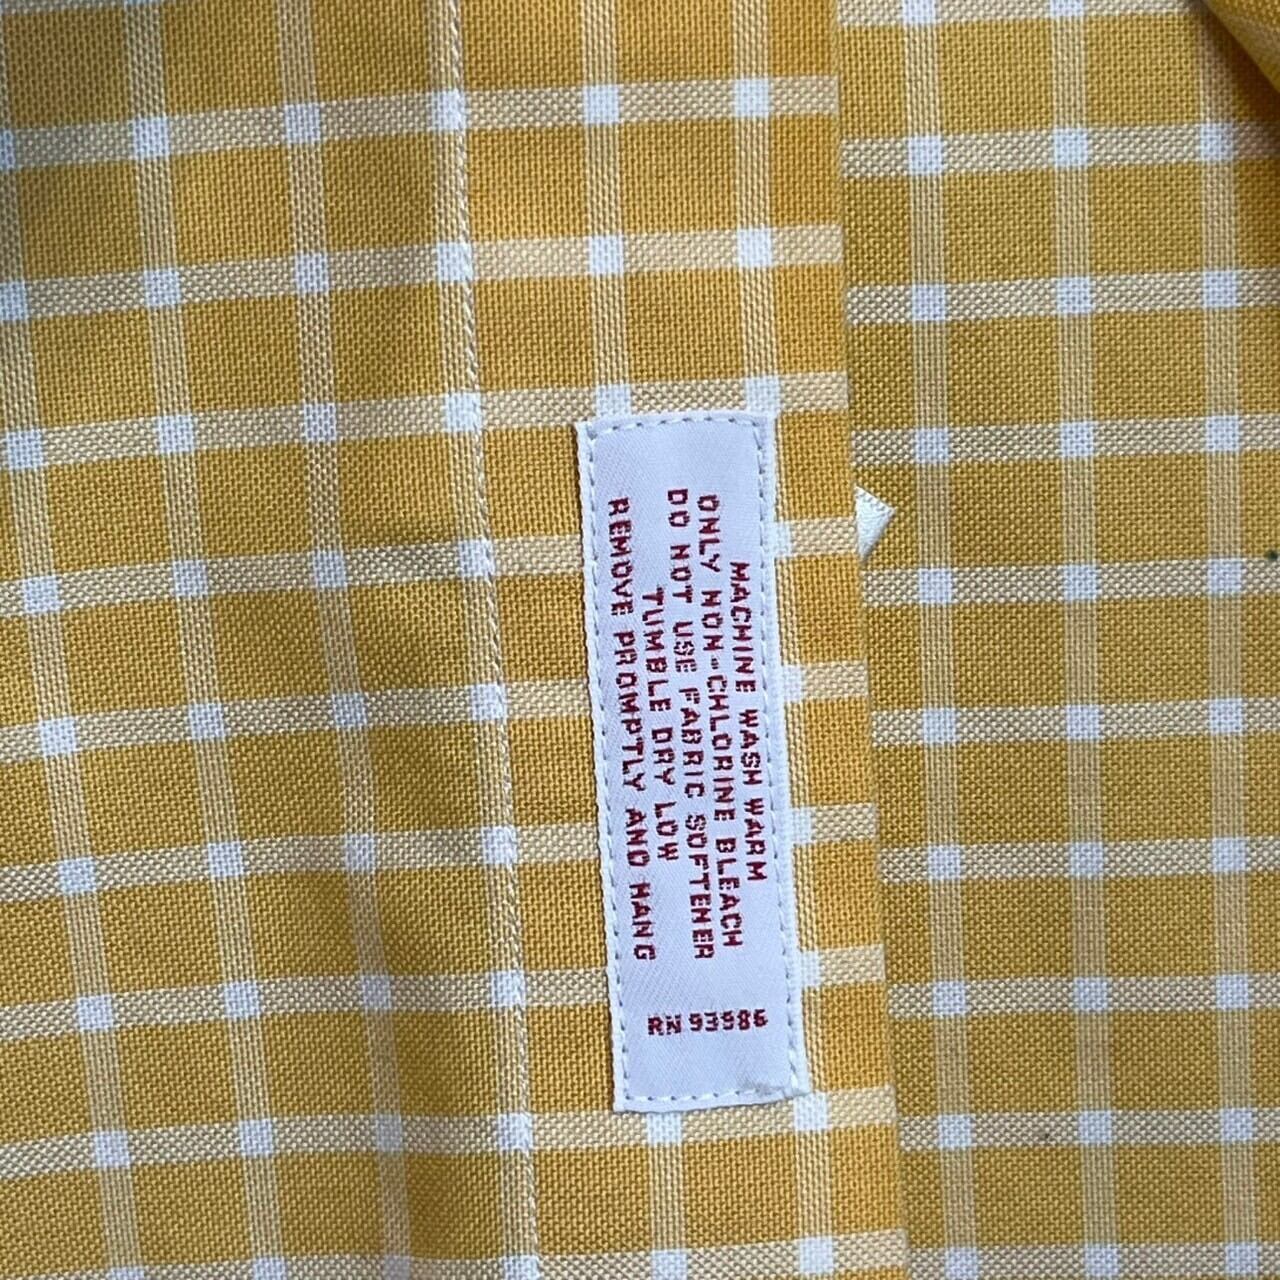 MACHINE WASH WARM
ONLY NON-CHLORINE BLEACH
DO NOT USE FABRIC SOFTENER
TUMBLE DRY LOW
REMOVE PROMPTLY AND HANG
RN 93986